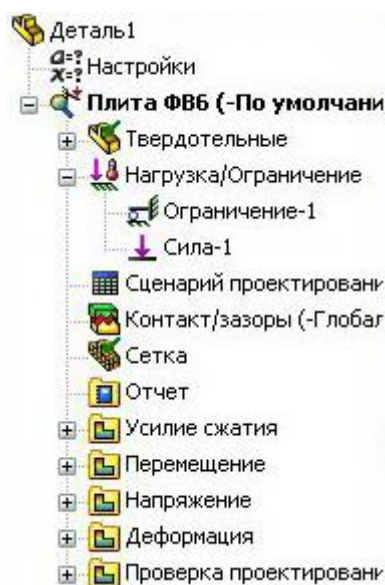 Деталь1
α=?
X=? Настройки
Плита ФВ6 (-По умолчани
Твердотельные
Нагрузка/Ограничение
Ограничение-1
Сила-1
Сценарий проектировани
Контакт/зазоры (-Глобал
Сетка
Отчет
Усилие сжатия
Перемещение
Напряжение
Деформация
Проверка проектировани